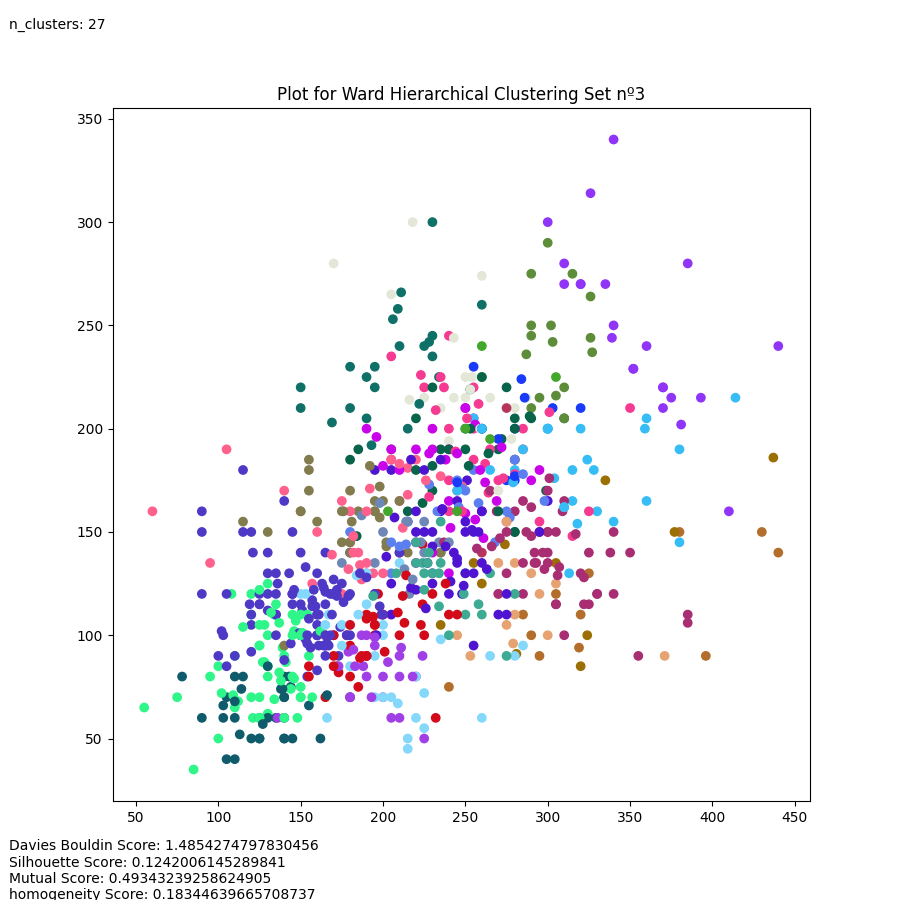 n_clusters: 27
Plot for Ward Hierarchical Clustering Set nº3
350
300
250
200
150
100
50
50 100 150 200 250 300 350 400 450
Davies Bouldin Score: 1.4854274797830456
Silhouette Score: 0.1242006145289841
Mutual Score: 0.49343239258624905
homogeneity Score: 0.18344639665708737